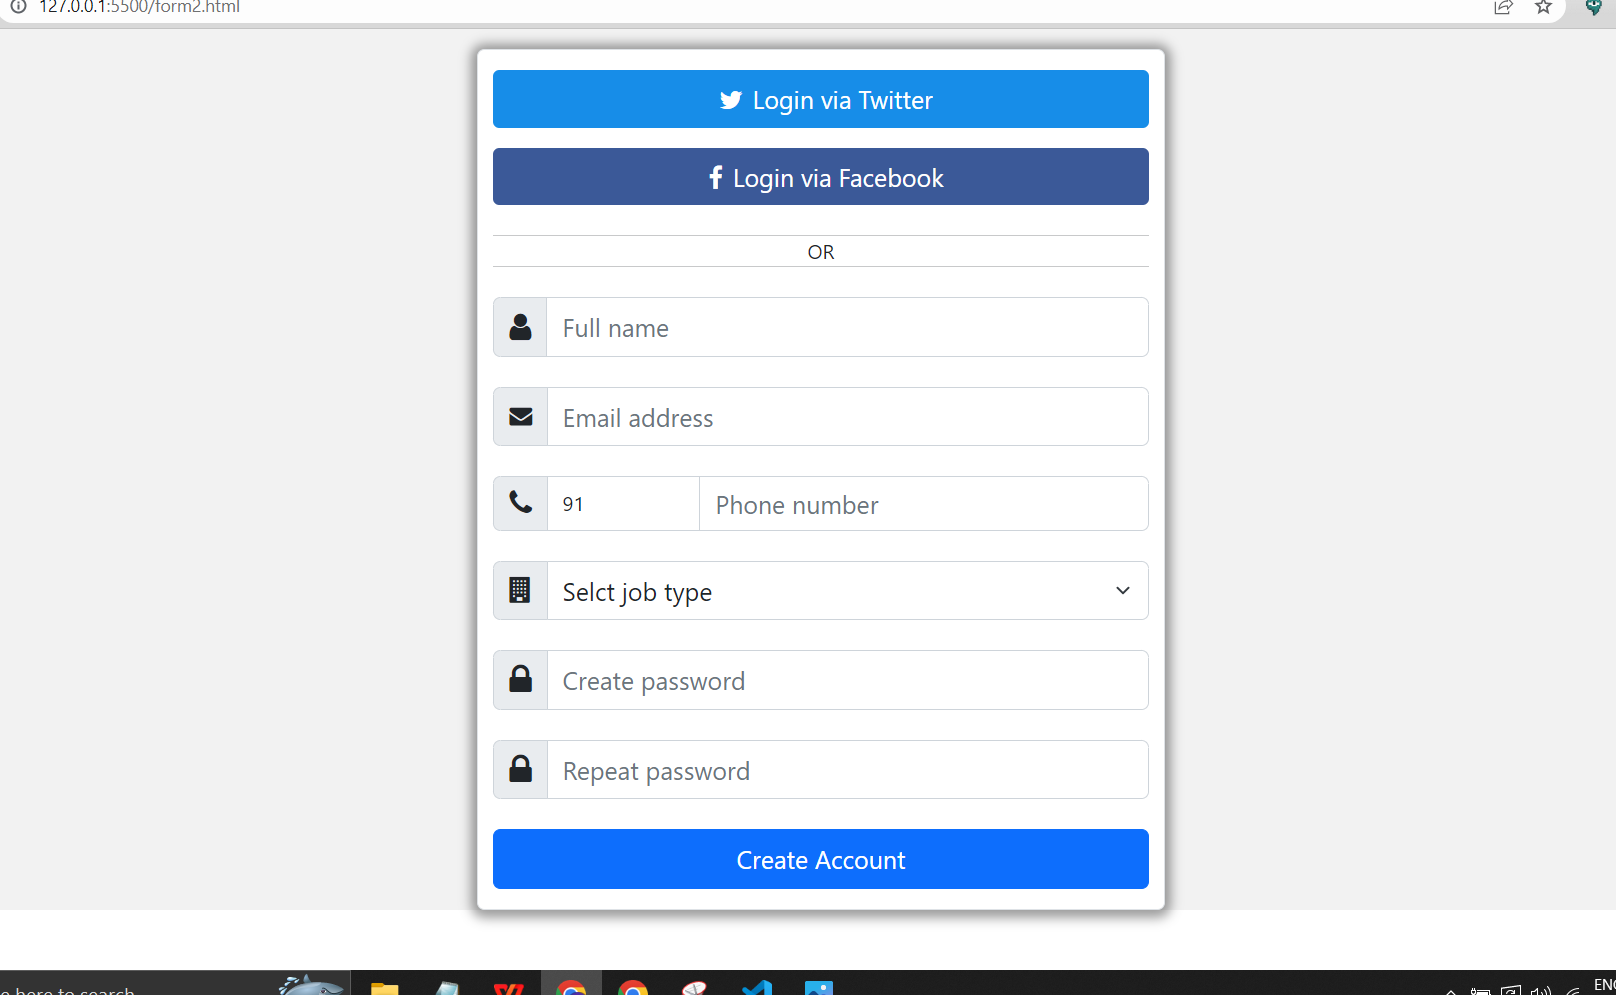 127.0.0.1:5500/form2.html
Login via Twitter
Login via Facebook
OR
Full name
Email address
91 Phone number
Selct job type
Create password
Repeat password
Create Account
e here to search
ENG